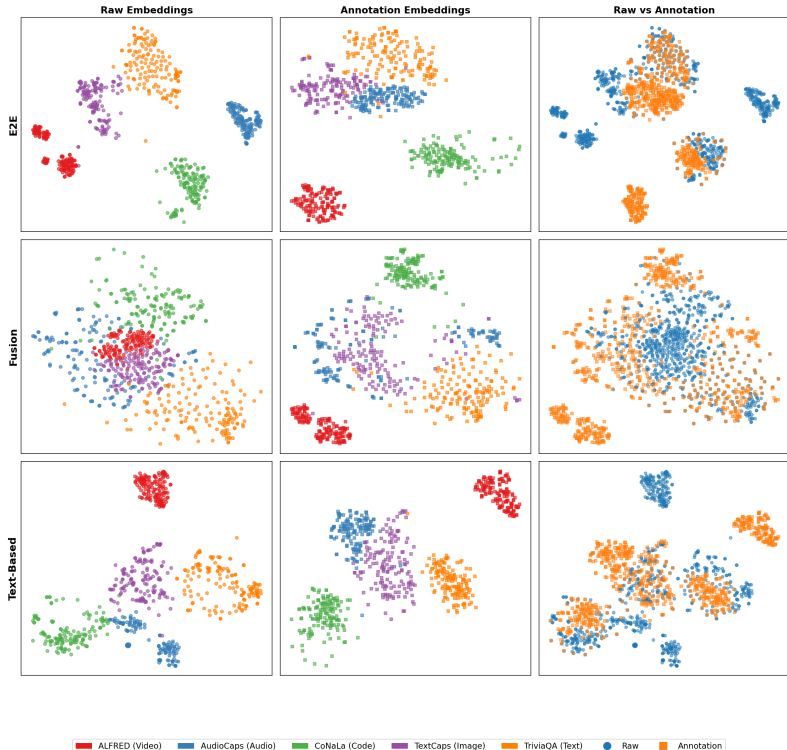 Raw Embeddings
Annotation Embeddings
Raw vs Annotation
E2E
Fusion
Text-Based
ALFRED (Video)
AudioCaps (Audio)
CoNaLa (Code)
TextCaps (Image)
TriviaQA (Text)
Raw
Annotation